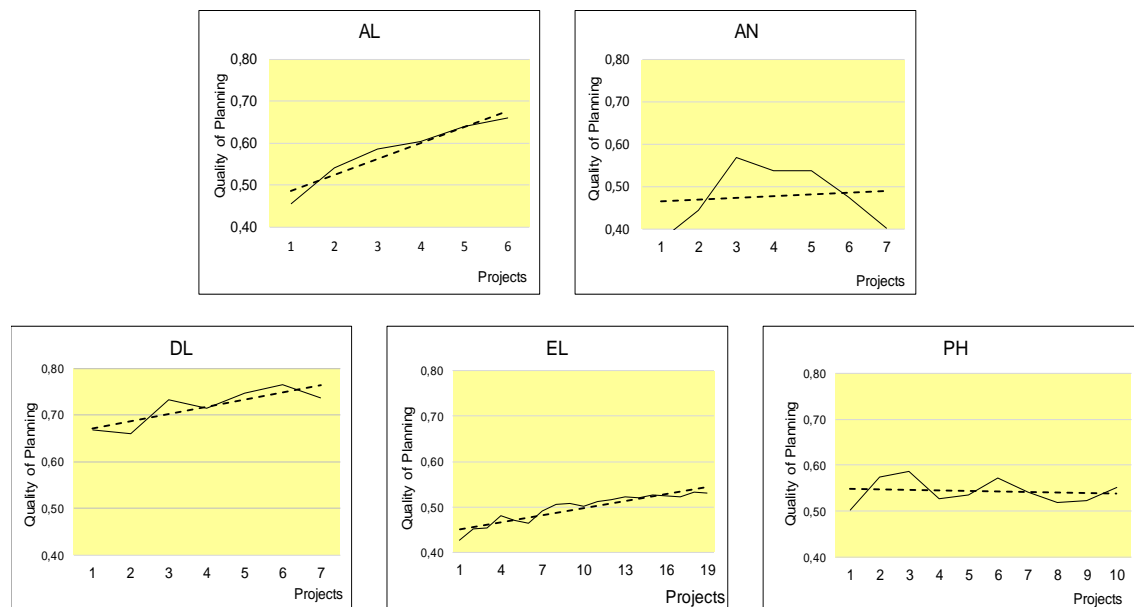 AL
0,80
0,70
0,60
0,50
0,40
Quality of Planning
1 2 3 4 5 6
Projects
AN
0,80
0,70
0,60
0,50
0,40
Quality of Planning
1 2 3 4 5 6 7
Projects
DL
0,80
0,70
0,60
0,50
0,40
Quality of Planning
1 2 3 4 5 6 7
Projects
EL
0,80
0,70
0,60
0,50
0,40
Quality of Planning
1 4 7 10 13 16 19
Projects
PH
0,80
0,70
0,60
0,50
0,40
Quality of Planning
1 2 3 4 5 6 7 8 9 10
Projects